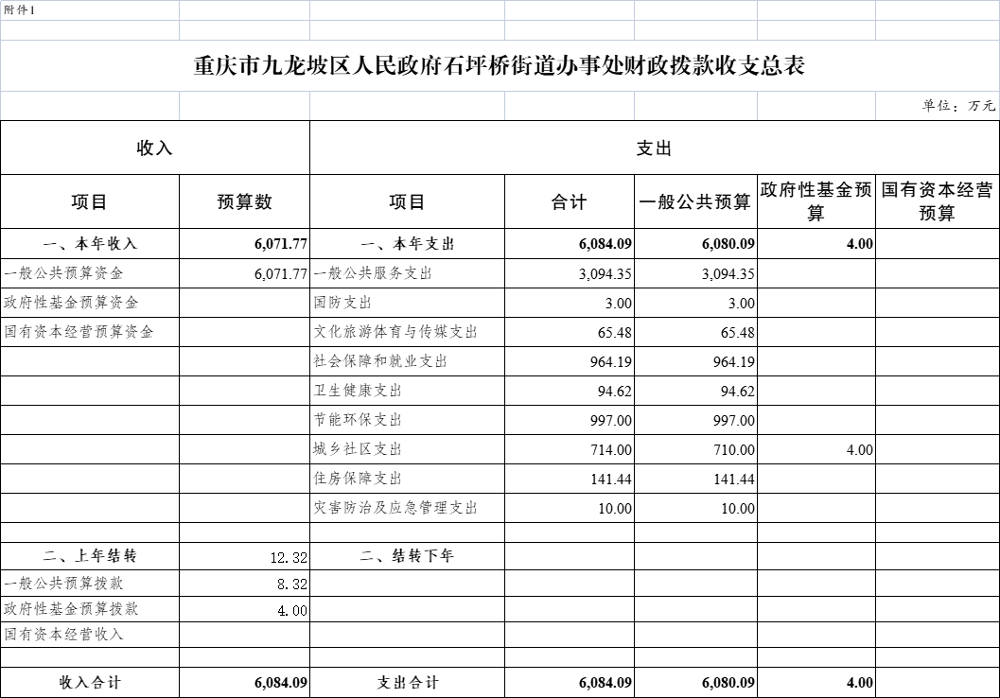 附件1
重庆市九龙坡区人民政府石坪桥街道办事处财政拨款收支总表
单位：万元
收入 支出
项目 预算数 项目 合计 一般公共预算 政府性基金预算 国有资本经营预算
一、本年收入 6,071.77 一、本年支出 6,084.09 6,080.09 4.00
一般公共预算资金 6,071.77 一般公共服务支出 3,094.35 3,094.35
政府性基金预算资金 国防支出 3.00 3.00
国有资本经营预算资金 文化旅游体育与传媒支出 65.48 65.48
社会保障和就业支出 964.19 964.19
卫生健康支出 94.62 94.62
节能环保支出 997.00 997.00
城乡社区支出 714.00 710.00 4.00
住房保障支出 141.44 141.44
灾害防治及应急管理支出 10.00 10.00
二、上年结转 12.32 二、结转下年
一般公共预算拨款 8.32
政府性基金预算拨款 4.00
国有资本经营收入
收入合计 6,084.09 支出合计 6,084.09 6,080.09 4.00